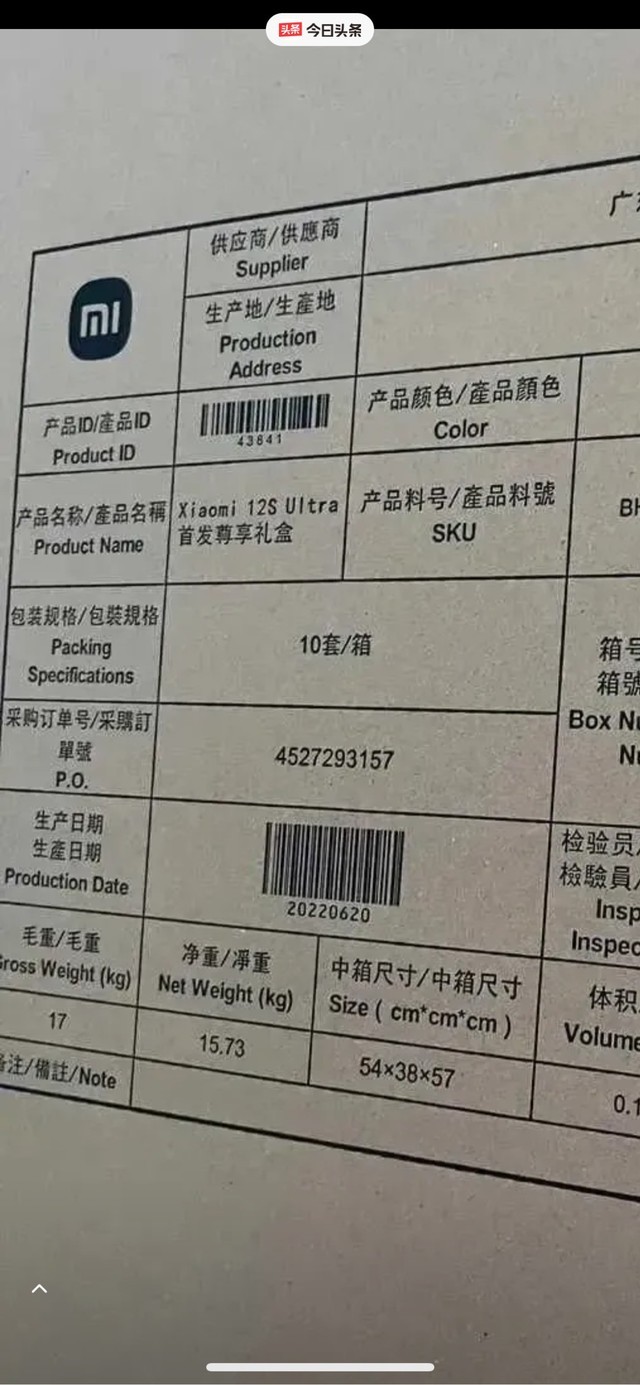 头条 今日头条
广东
mi
供应商/供應商
Supplier
生产地/生產地
Production
Address
产品ID/產品ID
Product ID
43841
产品颜色/產品顏色
Color
产品名称/產品名稱
Product Name
Xiaomi 12S Ultra
首发尊享礼盒
产品料号/產品料號
SKU
BH
包装规格/包裝規格
Packing
Specifications
10套/箱
箱号
箱號
Box Nu
Nu
采购订单号/采購訂
單號
P.O.
4527293157
生产日期
生產日期
Production Date
20220620
检验员/
檢驗員/
Insp
Inspec
毛重/毛重
Gross Weight (kg)
净重/凈重
Net Weight (kg)
中箱尺寸/中箱尺寸
Size ( cm*cm*cm )
体积
Volume
17
15.73
54×38×57
0.1
备注/備註/Note